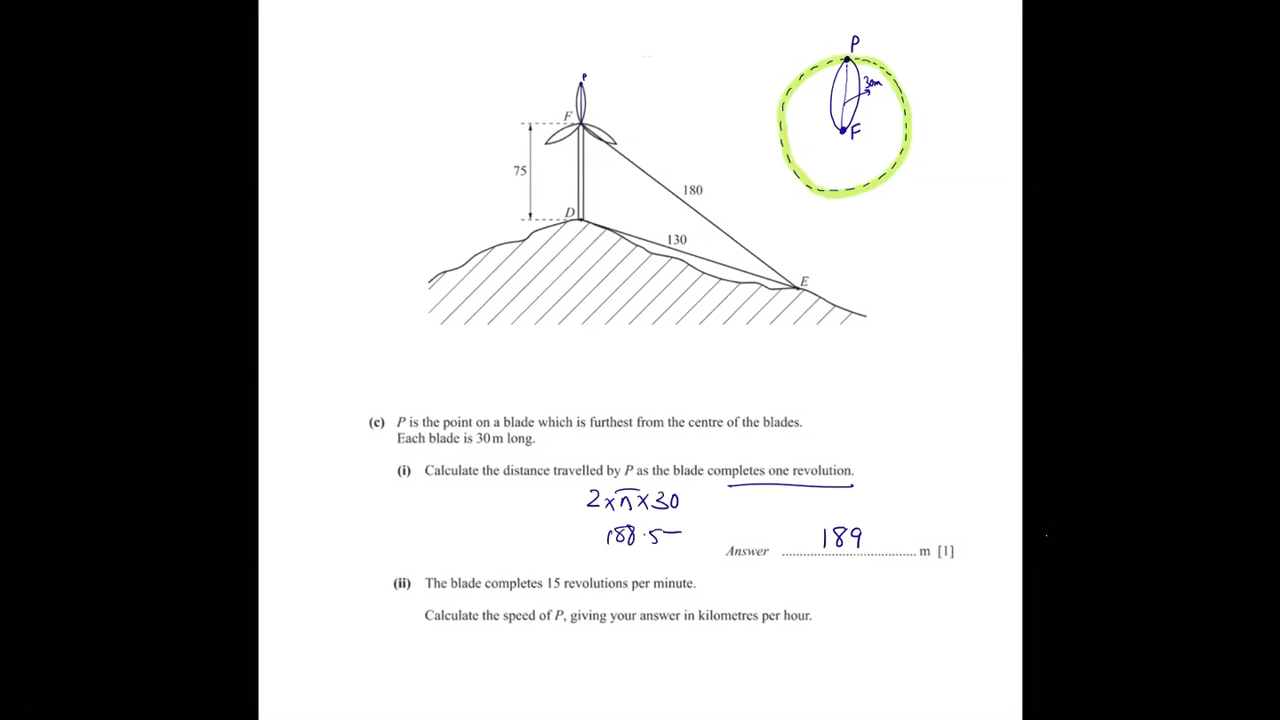 P
P
30m
F
F
75
180
D
130
E
(c) P is the point on a blade which is furthest from the centre of the blades.
Each blade is 30 m long.
(i) Calculate the distance travelled by P as the blade completes one revolution.
2 × π × 30
188.5
Answer 189 m [1]
(ii) The blade completes 15 revolutions per minute.
Calculate the speed of P, giving your answer in kilometres per hour.